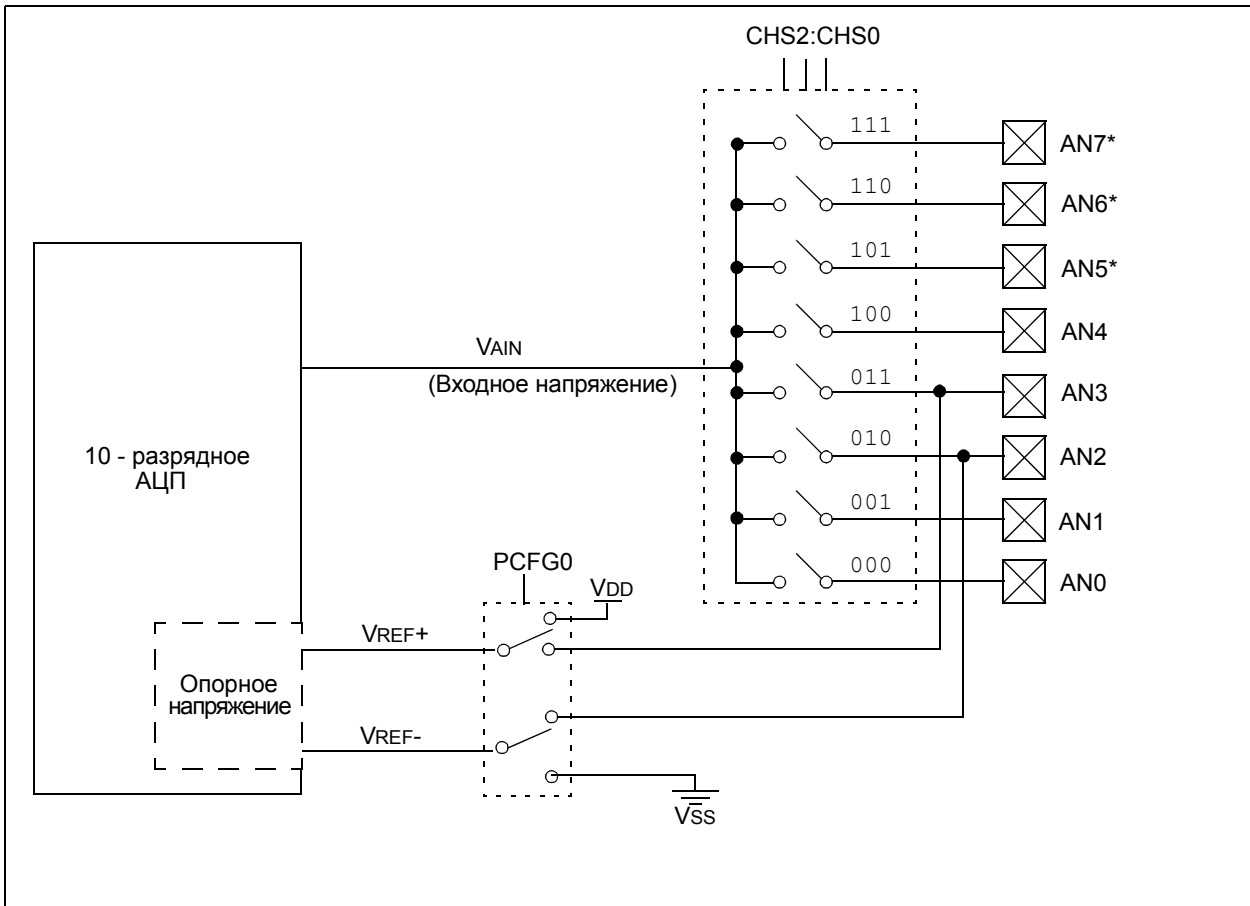 CHS2:CHS0
111
AN7*
110
AN6*
101
AN5*
100
AN4
VAIN
(Входное напряжение)
011
AN3
10 - разрядное
АЦП
010
AN2
001
AN1
PCFG0
000
AN0
VDD
VREF+
Опорное
напряжение
VREF-
VSS